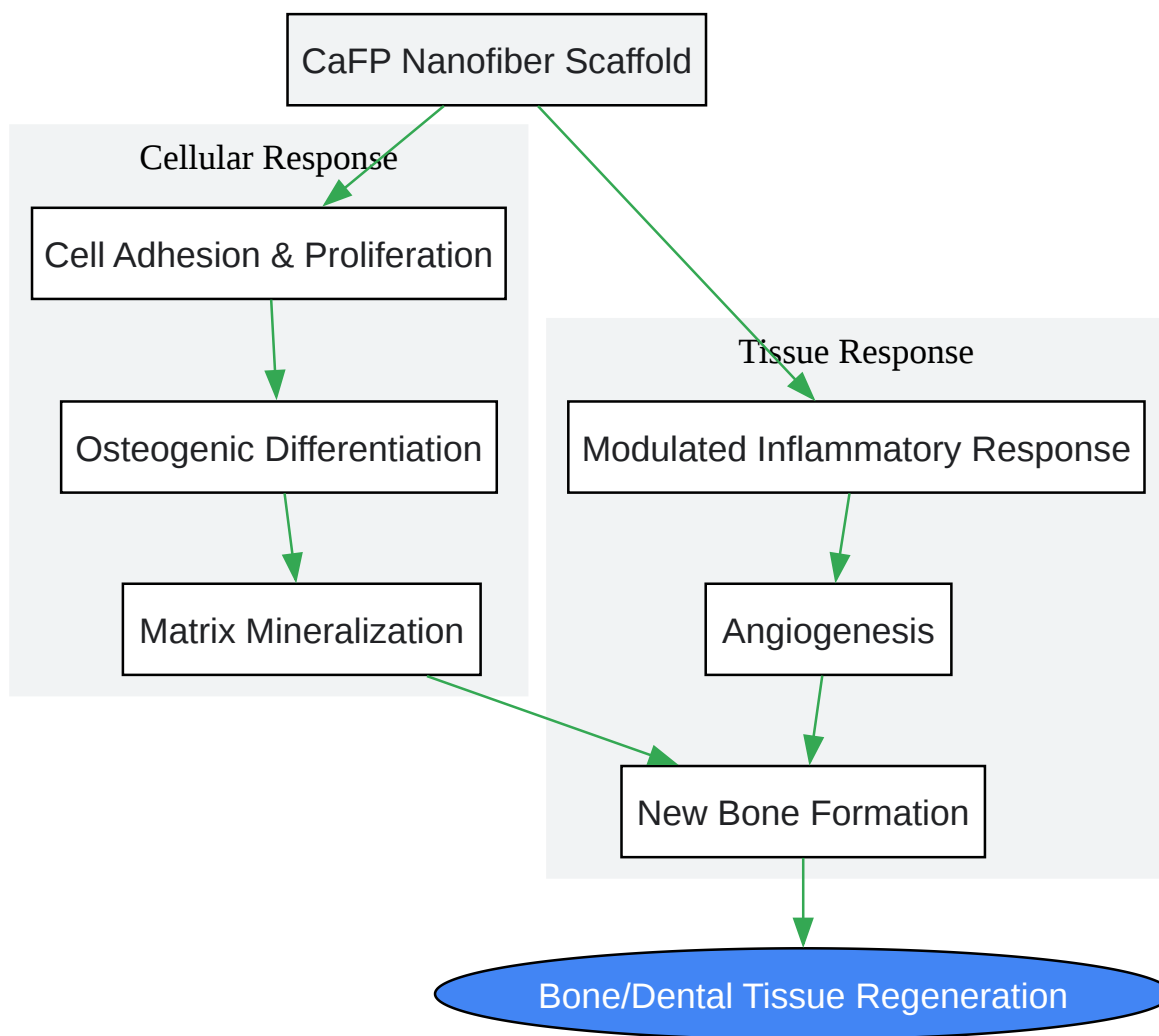 CaFP Nanofiber Scaffold
Cellular Response
Cell Adhesion & Proliferation
Osteogenic Differentiation
Matrix Mineralization
Tissue Response
Modulated Inflammatory Response
Angiogenesis
New Bone Formation
Bone/Dental Tissue Regeneration